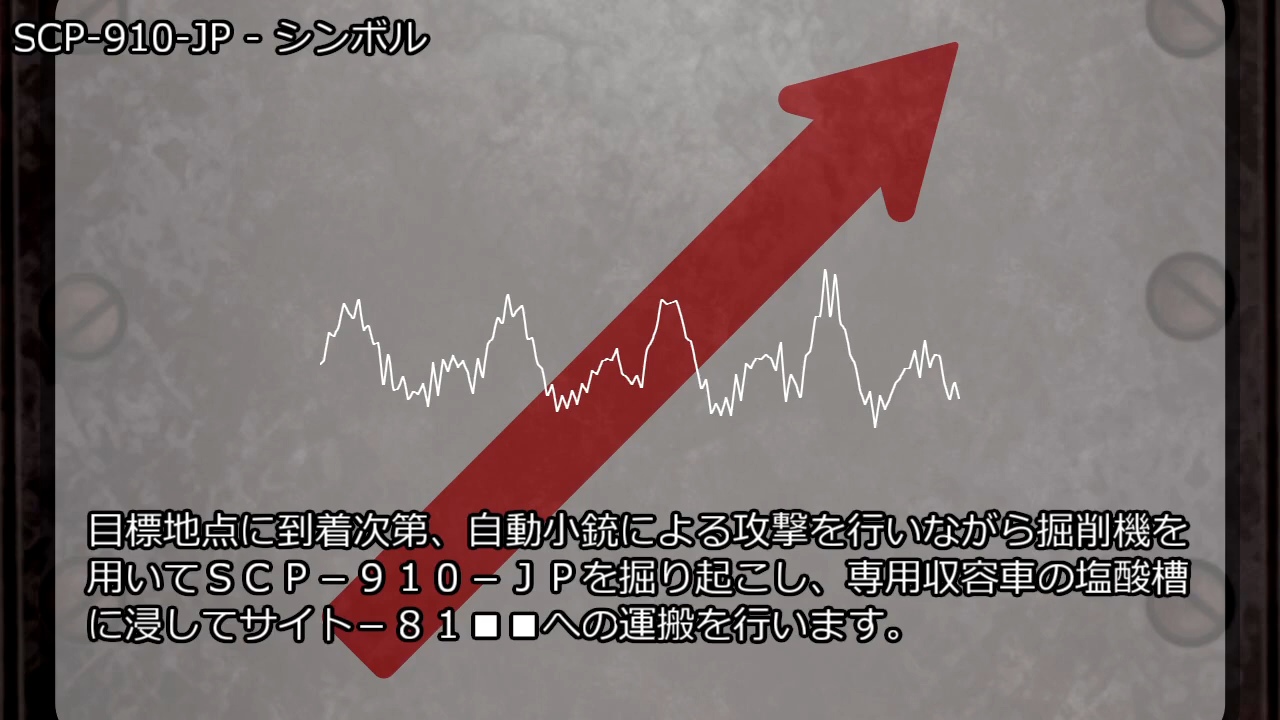 SCP-910-JP - シンボル
目標地点に到着次第、自動小銃による攻撃を行いながら掘削機を
用いてＳＣＰ－９１０－ＪＰを掘り起こし、専用収容車の塩酸槽
に浸してサイト－８１■■への運搬を行います。